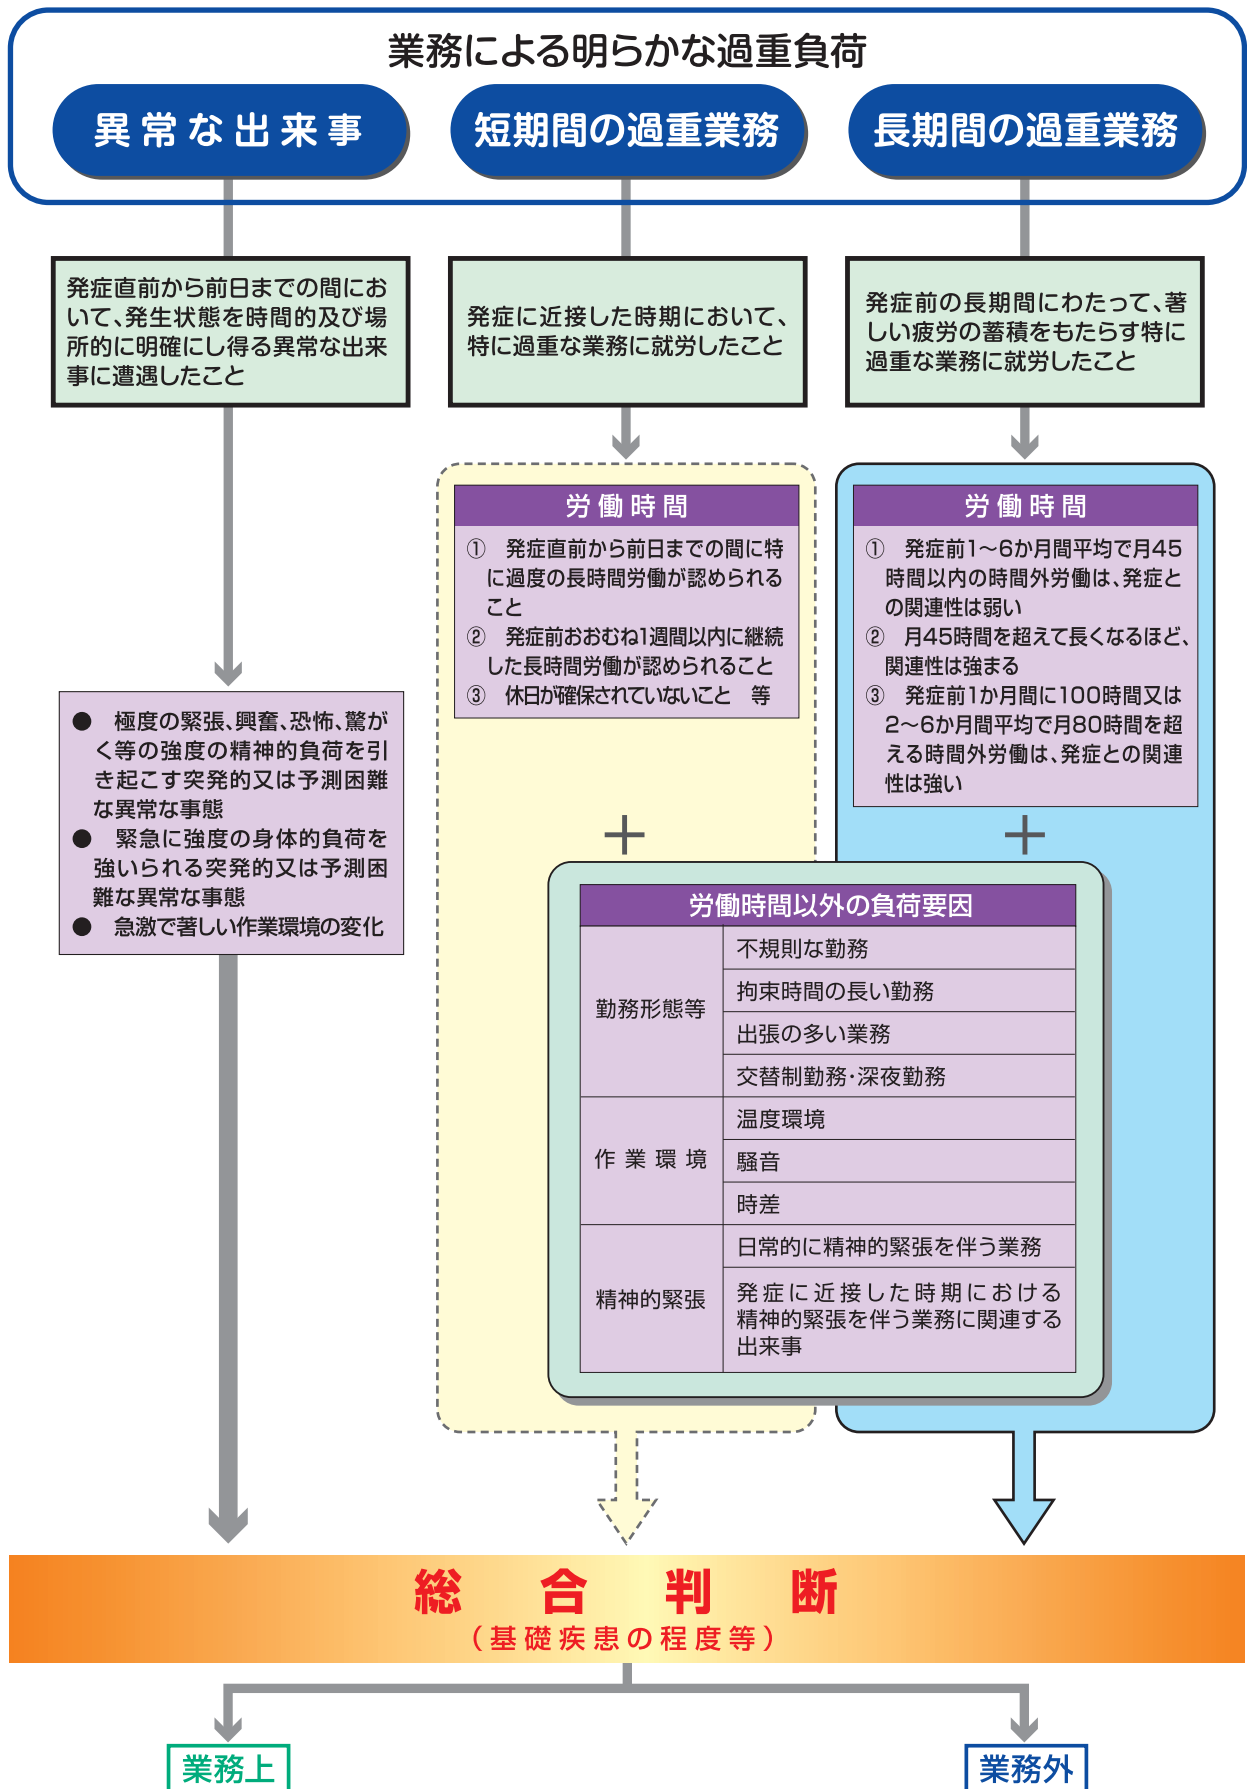 業務による明らかな過重負荷
異常な出来事
短期間の過重業務
長期間の過重業務
発症直前から前日までの間にお
いて、発生状態を時間的及び場
所的に明確にし得る異常な出来
事に遭遇したこと
発症に近接した時期において、
特に過重な業務に就労したこと
発症前の長期間にわたって、著
しい疲労の蓄積をもたらす特に
過重な業務に就労したこと
● 極度の緊張、興奮、恐怖、驚が
く等の強度の精神的負荷を引
き起こす突発的又は予測困難
な異常な事態
● 緊急に強度の身体的負荷を
強いられる突発的又は予測困
難な異常な事態
● 急激で著しい作業環境の変化
労働時間
① 発症直前から前日までの間に特
に過度の長時間労働が認められる
こと
② 発症前おおむね1週間以内に継続
した長時間労働が認められること
③ 休日が確保されていないこと 等
労働時間
① 発症前1～6か月間平均で月45
時間以内の時間外労働は、発症と
の関連性は弱い
② 月45時間を超えて長くなるほど、
関連性は強まる
③ 発症前1か月間に100時間又は
2～6か月間平均で月80時間を超
える時間外労働は、発症との関連
性は強い
＋
＋
労働時間以外の負荷要因
勤務形態等
不規則な勤務
拘束時間の長い勤務
出張の多い業務
交替制勤務・深夜勤務
作業環境
温度環境
騒音
時差
精神的緊張
日常的に精神的緊張を伴う業務
発症に近接した時期における
精神的緊張を伴う業務に関連する
出来事
総合判断
（基礎疾患の程度等）
業務上
業務外